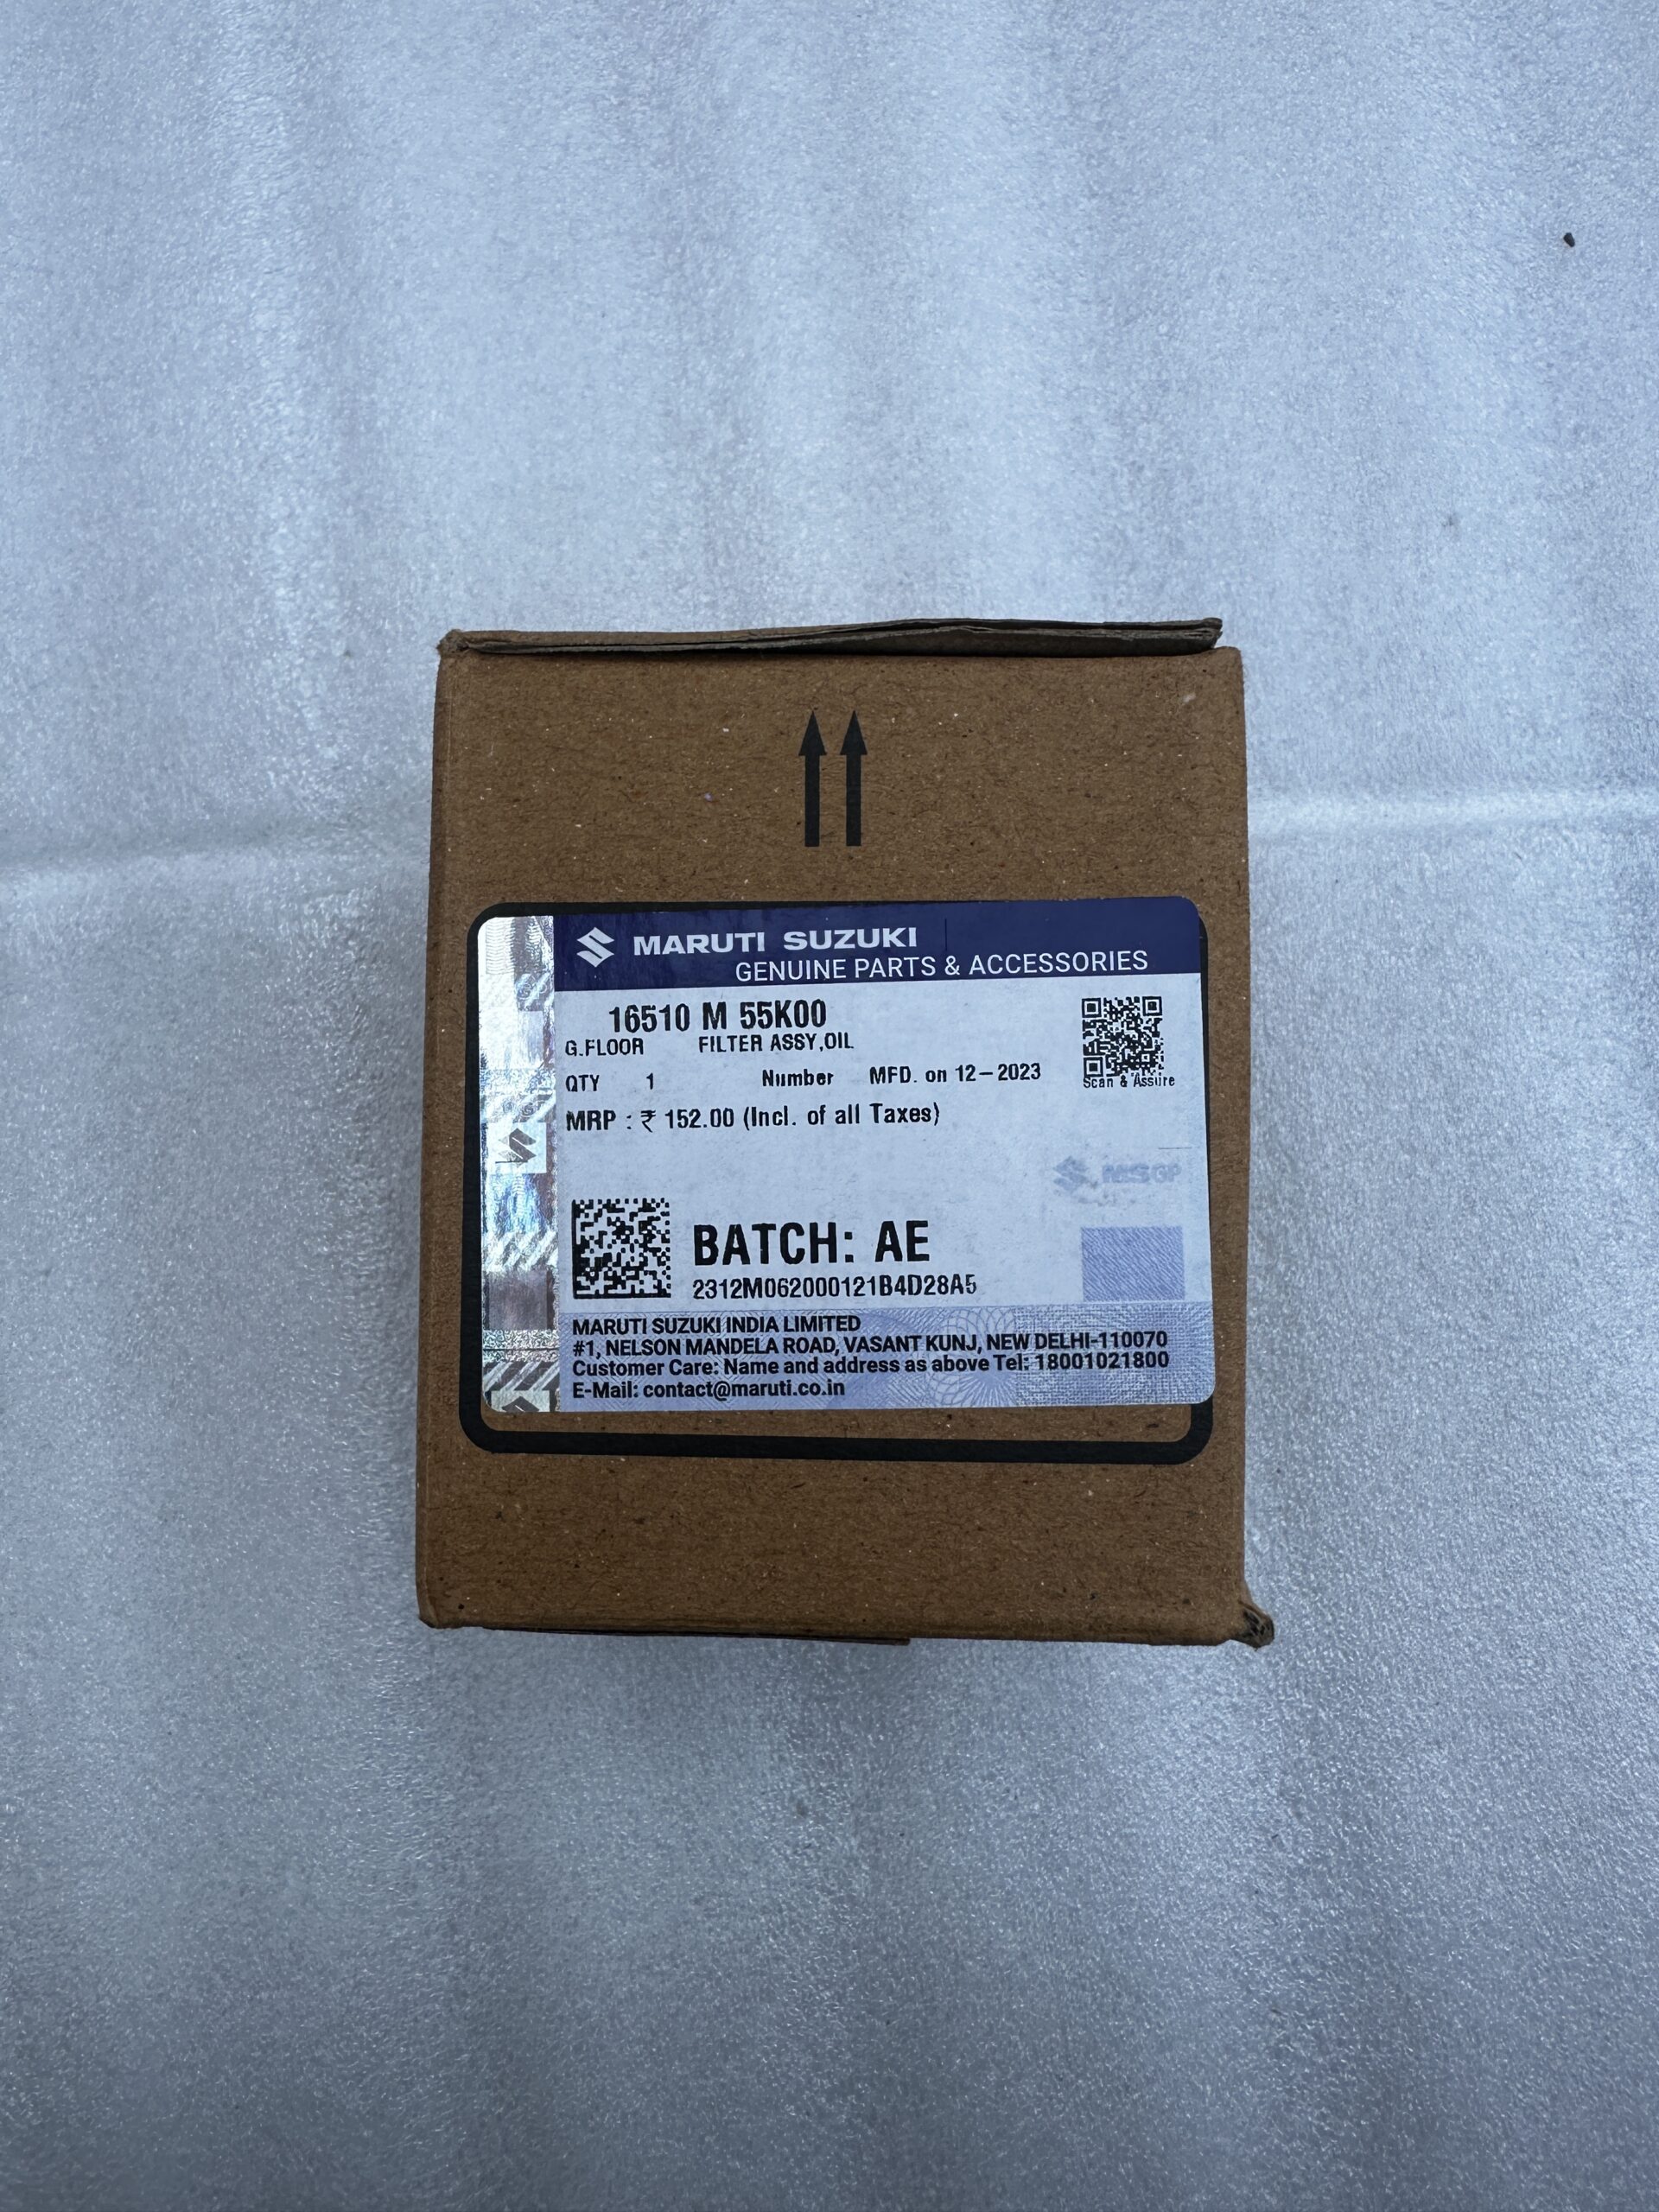 MARUTI SUZUKI
GENUINE PARTS & ACCESSORIES
16510 M 55K00
G.FLOOR FILTER ASSY,OIL
QTY 1 Number MFD. on 12-2023
Scan & Assure
MRP : ₹ 152.00 (Incl. of all Taxes)
MSGP
BATCH: AE
2312M062000121B4D28A5
MARUTI SUZUKI INDIA LIMITED
#1, NELSON MANDELA ROAD, VASANT KUNJ, NEW DELHI-110070
Customer Care: Name and address as above Tel: 18001021800
E-Mail: contact@maruti.co.in